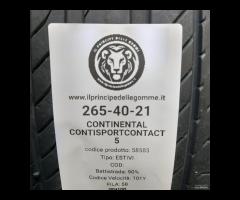 IL PRINCIPE DELLE GOMME
www.ilprincipedellegomme.it
265-40-21
CONTINENTAL
CONTISPORTCONTACT
5
codice prodotto: 58583
Tipo: ESTIVI
COD:
Battistrada: 90%
Codice Velocità: 101Y
FILA: 58